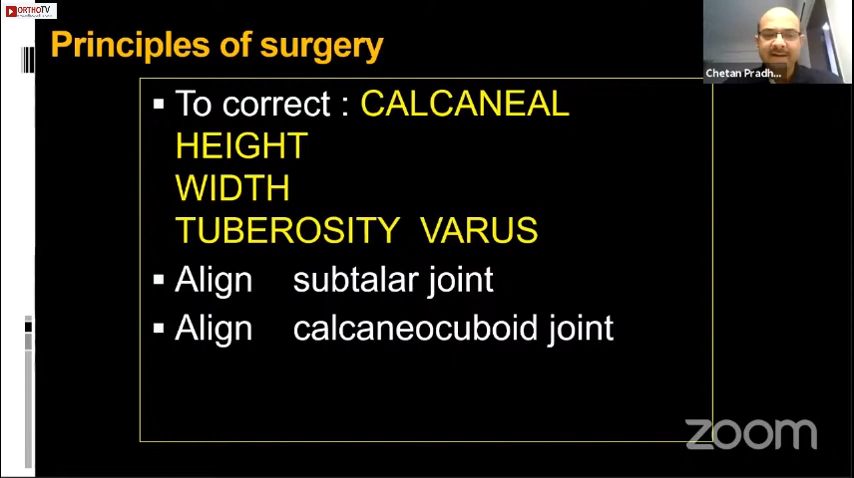 ORTHOTV
Principles of surgery
Chetan Pradh...
▪ To correct : CALCANEAL
HEIGHT
WIDTH
TUBEROSITY VARUS
▪ Align subtalar joint
▪ Align calcaneocuboid joint
zoom